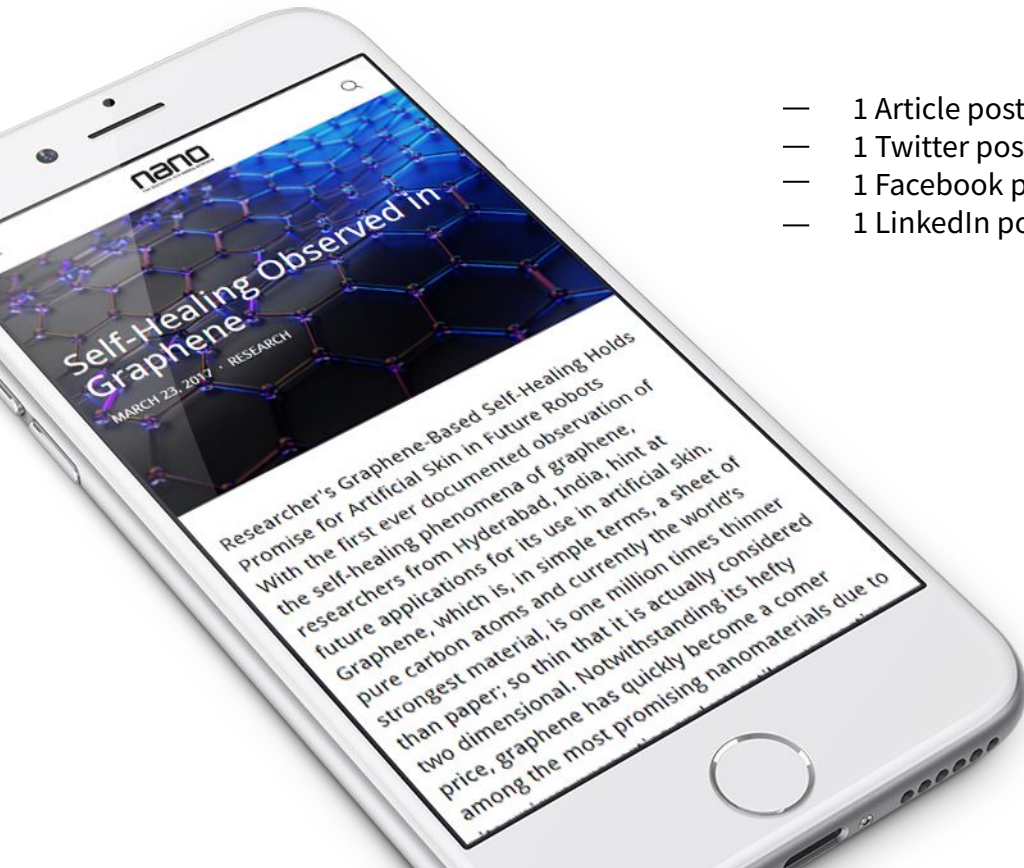 nano
Self-Healing Observed in
Graphene
MARCH 23, 2017 · RESEARCH
Researcher's Graphene-Based Self-Healing Holds
Promise for Artificial Skin in Future Robots
With the first ever documented observation of
the self-healing phenomena of graphene,
researchers from Hyderabad, India, hint at
future applications for its use in artificial skin.
Graphene, which is, in simple terms, a sheet of
pure carbon atoms and currently the world's
strongest material, is one million times thinner
than paper; so thin that it is actually considered
two dimensional. Notwithstanding its hefty
price, graphene has quickly become a comer
among the most promising nanomaterials due to
— 1 Article post
— 1 Twitter pos
— 1 Facebook p
— 1 LinkedIn po